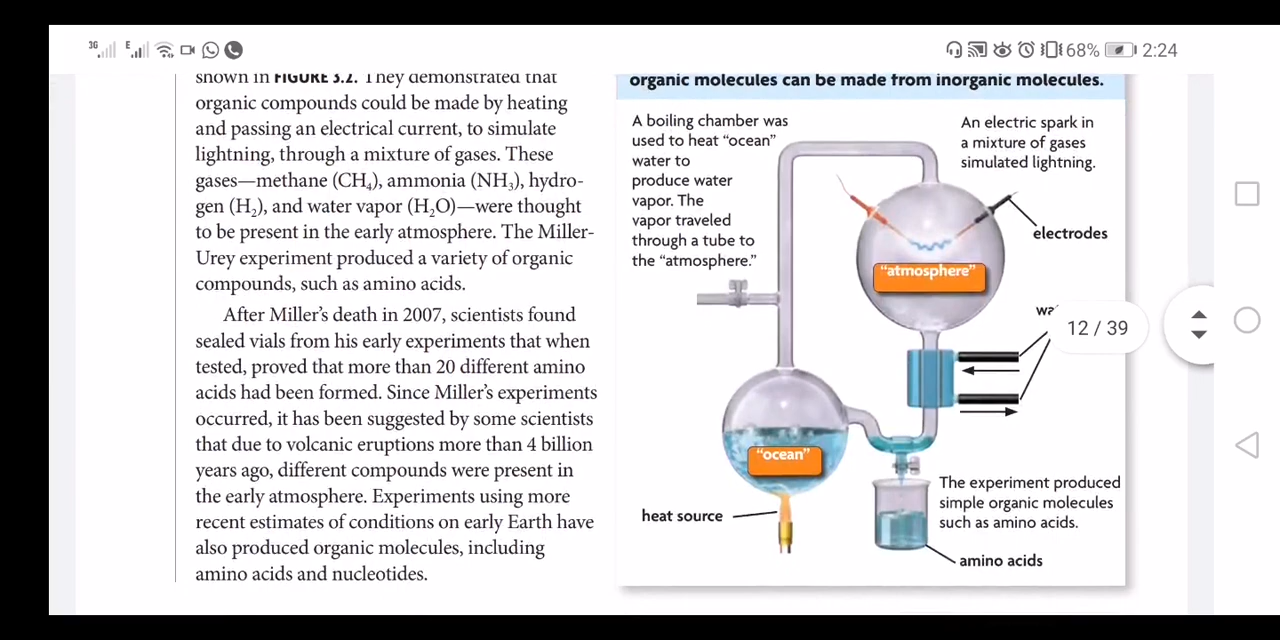 3G E 68% 2:24
shown in FIGURE 3.2. They demonstrated that
organic compounds could be made by heating
and passing an electrical current, to simulate
lightning, through a mixture of gases. These
gases—methane (CH₄), ammonia (NH₃), hydro-
gen (H₂), and water vapor (H₂O)—were thought
to be present in the early atmosphere. The Miller-
Urey experiment produced a variety of organic
compounds, such as amino acids.
After Miller's death in 2007, scientists found
sealed vials from his early experiments that when
tested, proved that more than 20 different amino
acids had been formed. Since Miller's experiments
occurred, it has been suggested by some scientists
that due to volcanic eruptions more than 4 billion
years ago, different compounds were present in
the early atmosphere. Experiments using more
recent estimates of conditions on early Earth have
also produced organic molecules, including
amino acids and nucleotides.
organic molecules can be made from inorganic molecules.
A boiling chamber was
used to heat “ocean”
water to
produce water
vapor. The
vapor traveled
through a tube to
the “atmosphere.”
An electric spark in
a mixture of gases
simulated lightning.
electrodes
“atmosphere”
12 / 39
“ocean”
heat source
The experiment produced
simple organic molecules
such as amino acids.
amino acids